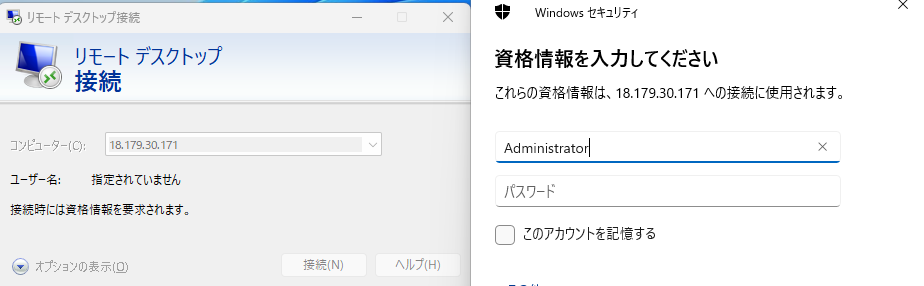 リモート デスクトップ接続
リモート デスクトップ
接続
コンピューター(C):
18.179.30.171
ユーザー名:
指定されていません
接続時には資格情報を要求されます。
オプションの表示(O)
接続(N)
ヘルプ(H)
Windows セキュリティ
資格情報を入力してください
これらの資格情報は、18.179.30.171 への接続に使用されます。
Administrator
パスワード
このアカウントを記憶する